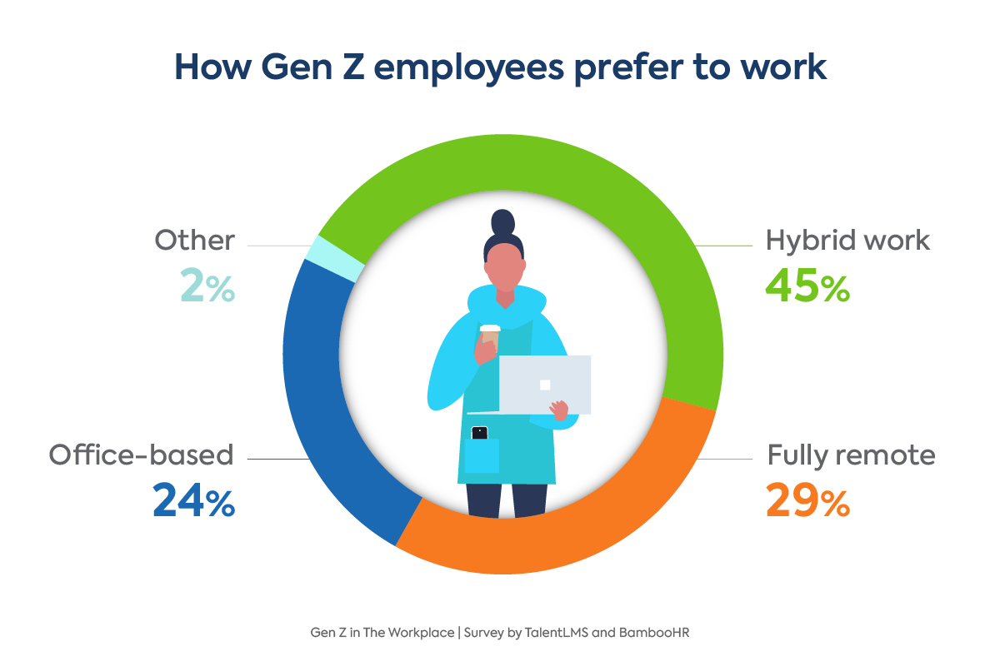 How Gen Z employees prefer to work
Other
2%
Hybrid work
45%
Office-based
24%
Fully remote
29%
Gen Z in The Workplace | Survey by TalentLMS and BambooHR